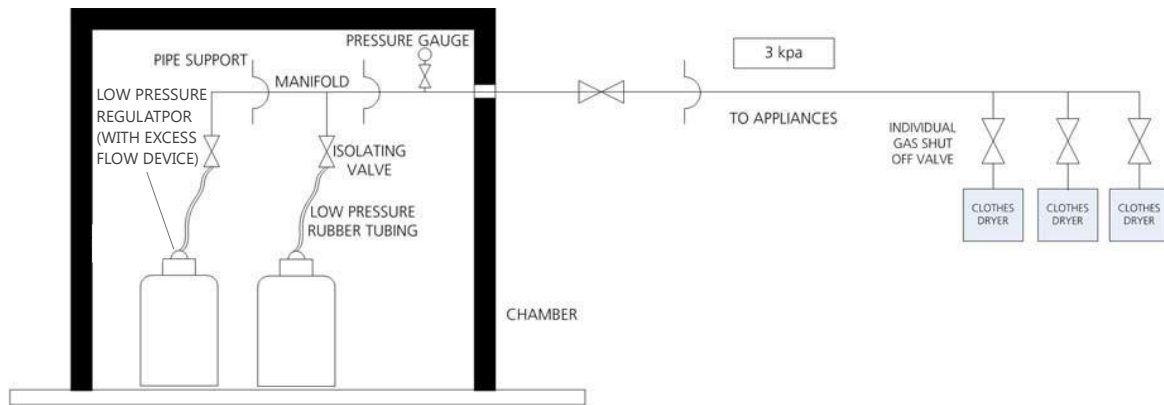 PRESSURE GAUGE
3 kpa
PIPE SUPPORT
MANIFOLD
LOW PRESSURE
REGULATPOR
(WITH EXCESS
FLOW DEVICE)
ISOLATING
VALVE
LOW PRESSURE
RUBBER TUBING
CHAMBER
TO APPLIANCES
INDIVIDUAL
GAS SHUT
OFF VALVE
CLOTHES
DRYER
CLOTHES
DRYER
CLOTHES
DRYER